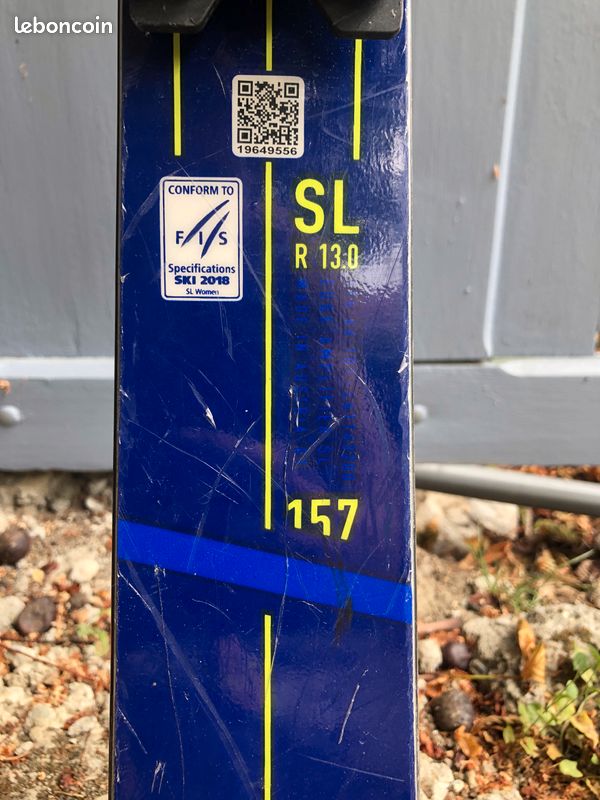 leboncoin
19649556
CONFORM TO
FIS
Specifications
SKI 2018
SL Women
SL
R 13.0
157